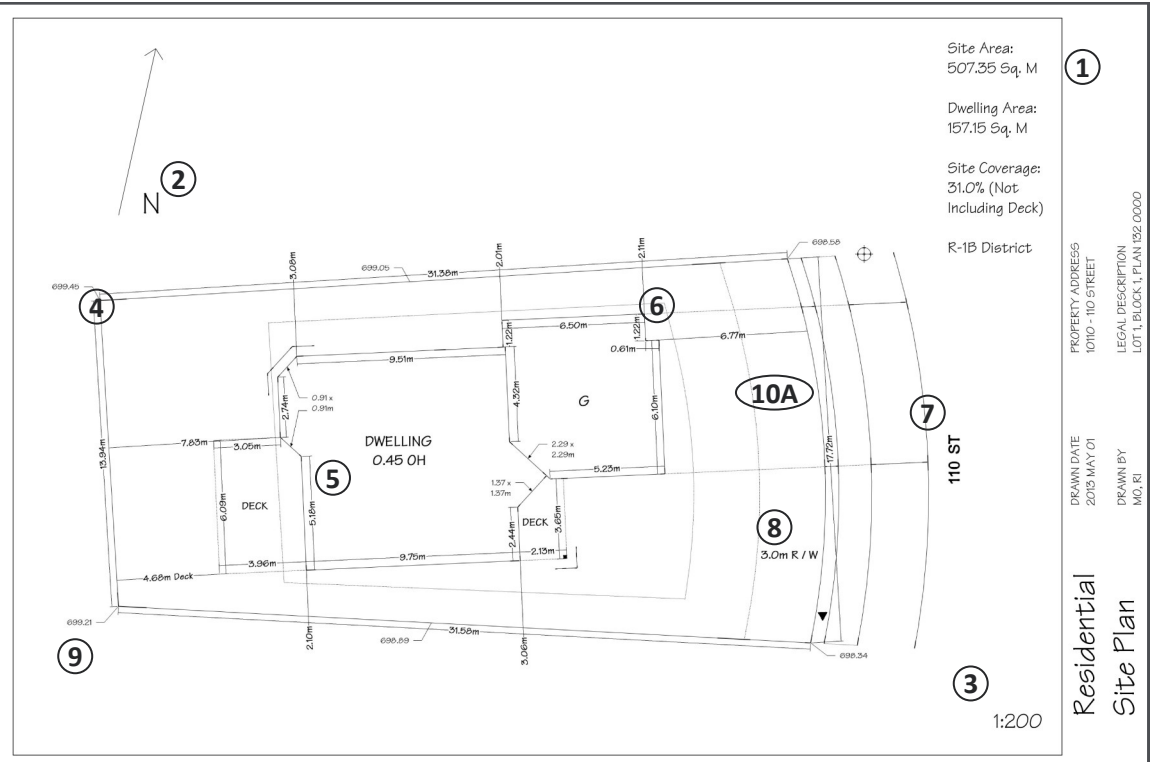 Site Area:
507.35 Sq. M
1
Dwelling Area:
157.15 Sq. M
Site Coverage:
31.0% (Not
Including Deck)
R-1B District
N
2
699.45
4
699.05
31.38m
3.08m
2.01m
2.11m
698.58
6
1.22m
6.50m
1.22m
0.61m
6.77m
9.51m
0.91 x
0.91m
2.74m
4.32m
G
6.10m
10A
7
13.94m
7.83m
3.05m
DWELLING
0.45 OH
5
2.29 x
2.29m
17.72m
110 ST
6.09m
DECK
5.18m
1.37 x
1.37m
5.23m
2.44m
DECK
3.65m
8
3.0m R / W
4.68m Deck
3.96m
9.75m
2.13m
699.21
9
2.10m
698.89
31.58m
3.06m
698.34
3
1:200
PROPERTY ADDRESS
10110 - 110 STREET
LEGAL DESCRIPTION
LOT 1, BLOCK 1, PLAN 132 0000
DRAWN DATE
2013 MAY 01
DRAWN BY
MO, RI
Residential
Site Plan